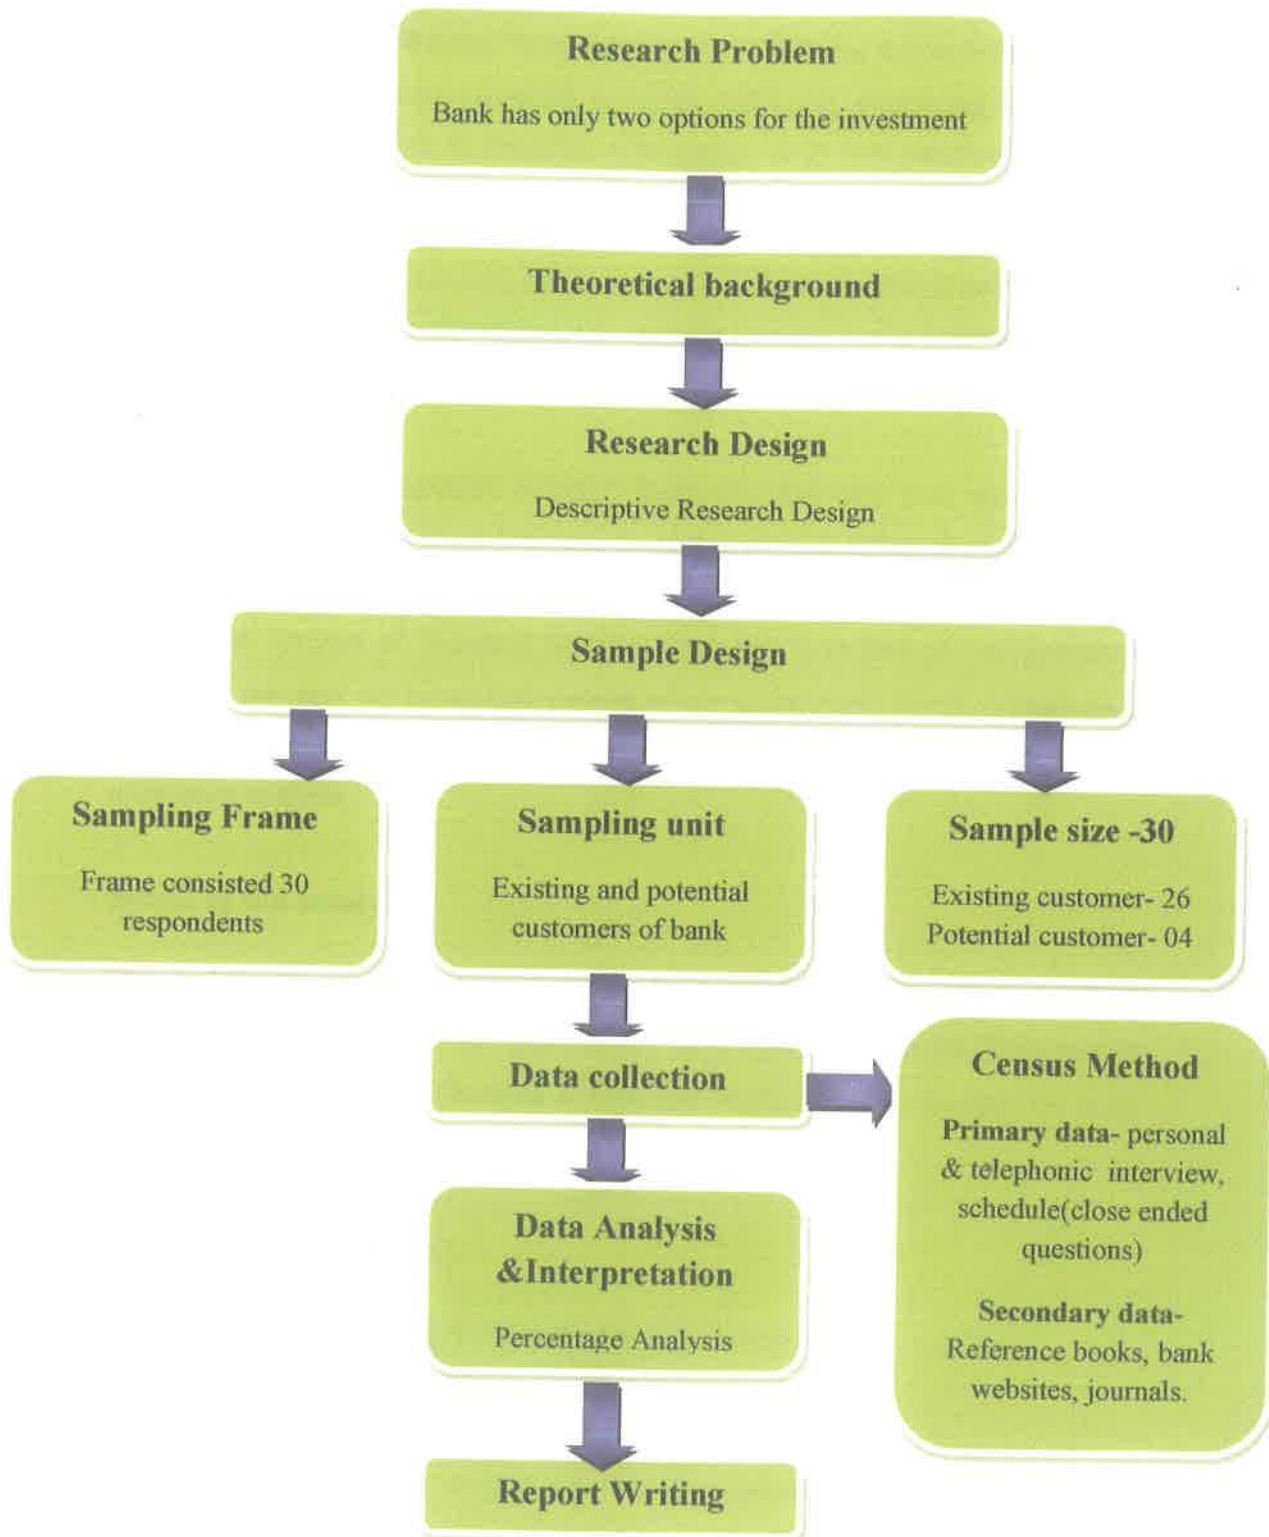 Research Problem
Bank has only two options for the investment
Theoretical background
Research Design
Descriptive Research Design
Sample Design
Sampling Frame
Frame consisted 30
respondents
Sampling unit
Existing and potential
customers of bank
Sample size -30
Existing customer- 26
Potential customer- 04
Data collection
Census Method
Primary data- personal
& telephonic interview,
schedule(close ended
questions)
Secondary data-
Reference books, bank
websites, journals.
Data Analysis
&Interpretation
Percentage Analysis
Report Writing